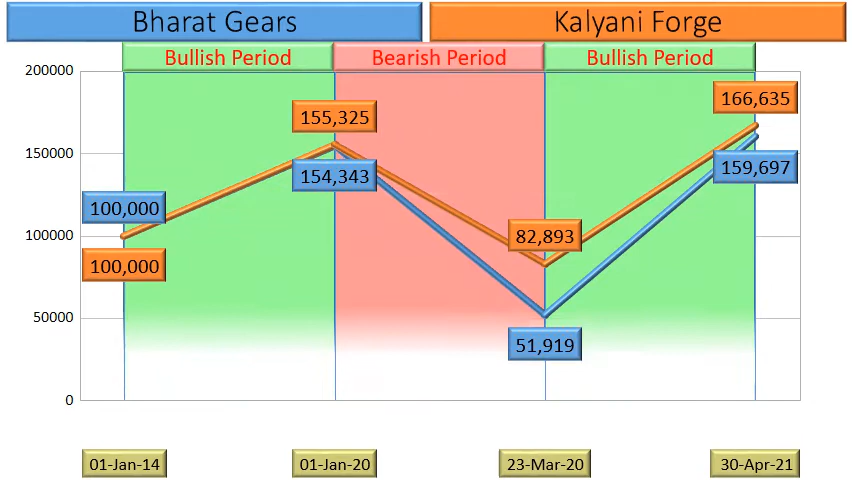 Bharat Gears
Kalyani Forge
Bullish Period
Bearish Period
Bullish Period
200000
150000
100000
50000
0
100,000
100,000
155,325
154,343
82,893
51,919
166,635
159,697
01-Jan-14
01-Jan-20
23-Mar-20
30-Apr-21